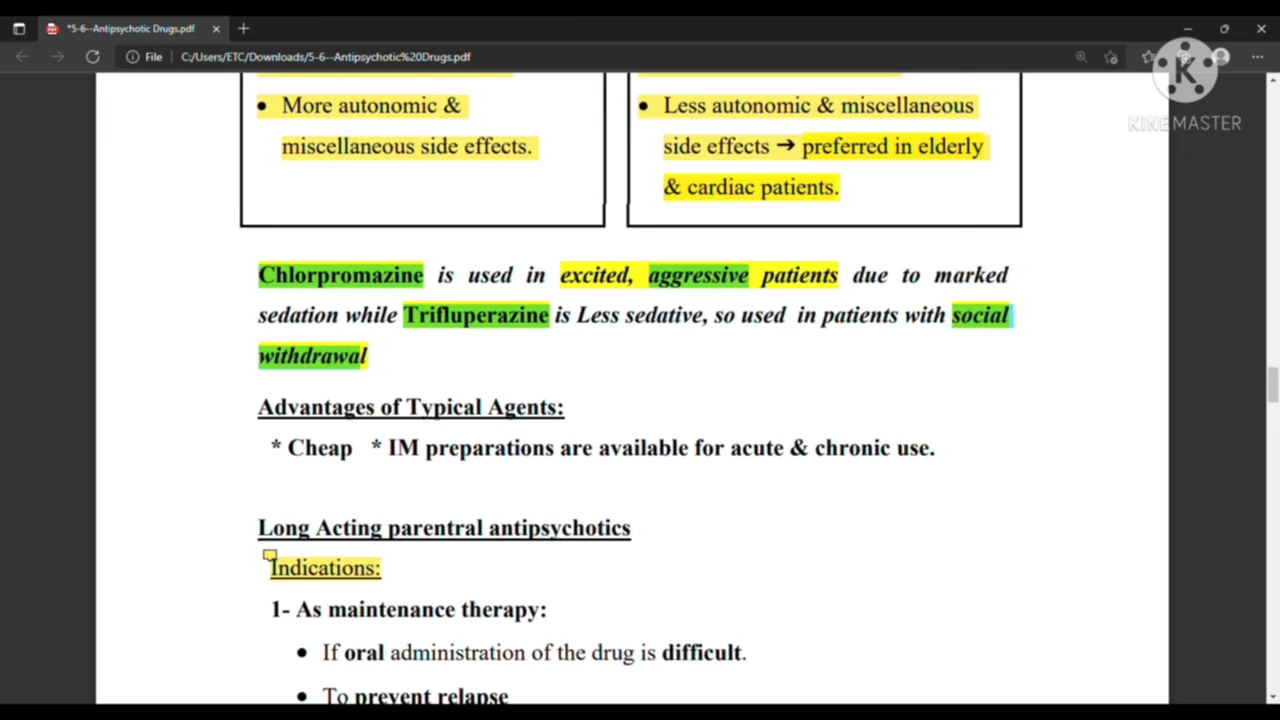 *5-6--Antipsychotic Drugs.pdf
File
C:/Users/ETC/Downloads/5-6--Antipsychotic%20Drugs.pdf
K
KINEMASTER
• More autonomic &
miscellaneous side effects.
• Less autonomic & miscellaneous
side effects ➔ preferred in elderly
& cardiac patients.
Chlorpromazine is used in excited, aggressive patients due to marked
sedation while Trifluperazine is Less sedative, so used in patients with social
withdrawal
Advantages of Typical Agents:
* Cheap * IM preparations are available for acute & chronic use.
Long Acting parentral antipsychotics
Indications:
1- As maintenance therapy:
• If oral administration of the drug is difficult.
• To prevent relapse